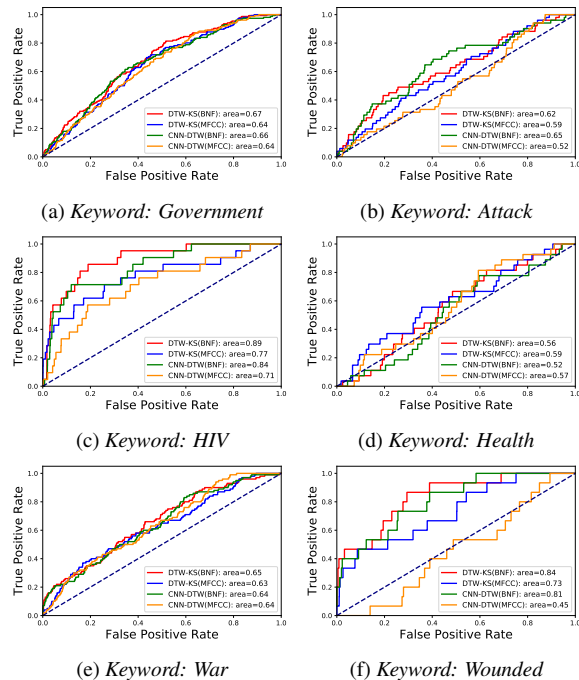 True Positive Rate
1.0
0.8
0.6
0.4
0.2
0.0
DTW-KS(BNF): area=0.67
DTW-KS(MFCC): area=0.64
CNN-DTW(BNF): area=0.66
CNN-DTW(MFCC): area=0.64
0.0 0.2 0.4 0.6 0.8 1.0
False Positive Rate
(a) Keyword: Government
True Positive Rate
1.0
0.8
0.6
0.4
0.2
0.0
DTW-KS(BNF): area=0.62
DTW-KS(MFCC): area=0.59
CNN-DTW(BNF): area=0.65
CNN-DTW(MFCC): area=0.52
0.0 0.2 0.4 0.6 0.8 1.0
False Positive Rate
(b) Keyword: Attack
True Positive Rate
1.0
0.8
0.6
0.4
0.2
0.0
DTW-KS(BNF): area=0.89
DTW-KS(MFCC): area=0.77
CNN-DTW(BNF): area=0.84
CNN-DTW(MFCC): area=0.71
0.0 0.2 0.4 0.6 0.8 1.0
False Positive Rate
(c) Keyword: HIV
True Positive Rate
1.0
0.8
0.6
0.4
0.2
0.0
DTW-KS(BNF): area=0.56
DTW-KS(MFCC): area=0.59
CNN-DTW(BNF): area=0.52
CNN-DTW(MFCC): area=0.57
0.0 0.2 0.4 0.6 0.8 1.0
False Positive Rate
(d) Keyword: Health
True Positive Rate
1.0
0.8
0.6
0.4
0.2
0.0
DTW-KS(BNF): area=0.65
DTW-KS(MFCC): area=0.63
CNN-DTW(BNF): area=0.64
CNN-DTW(MFCC): area=0.64
0.0 0.2 0.4 0.6 0.8 1.0
False Positive Rate
(e) Keyword: War
True Positive Rate
1.0
0.8
0.6
0.4
0.2
0.0
DTW-KS(BNF): area=0.84
DTW-KS(MFCC): area=0.73
CNN-DTW(BNF): area=0.81
CNN-DTW(MFCC): area=0.45
0.0 0.2 0.4 0.6 0.8 1.0
False Positive Rate
(f) Keyword: Wounded